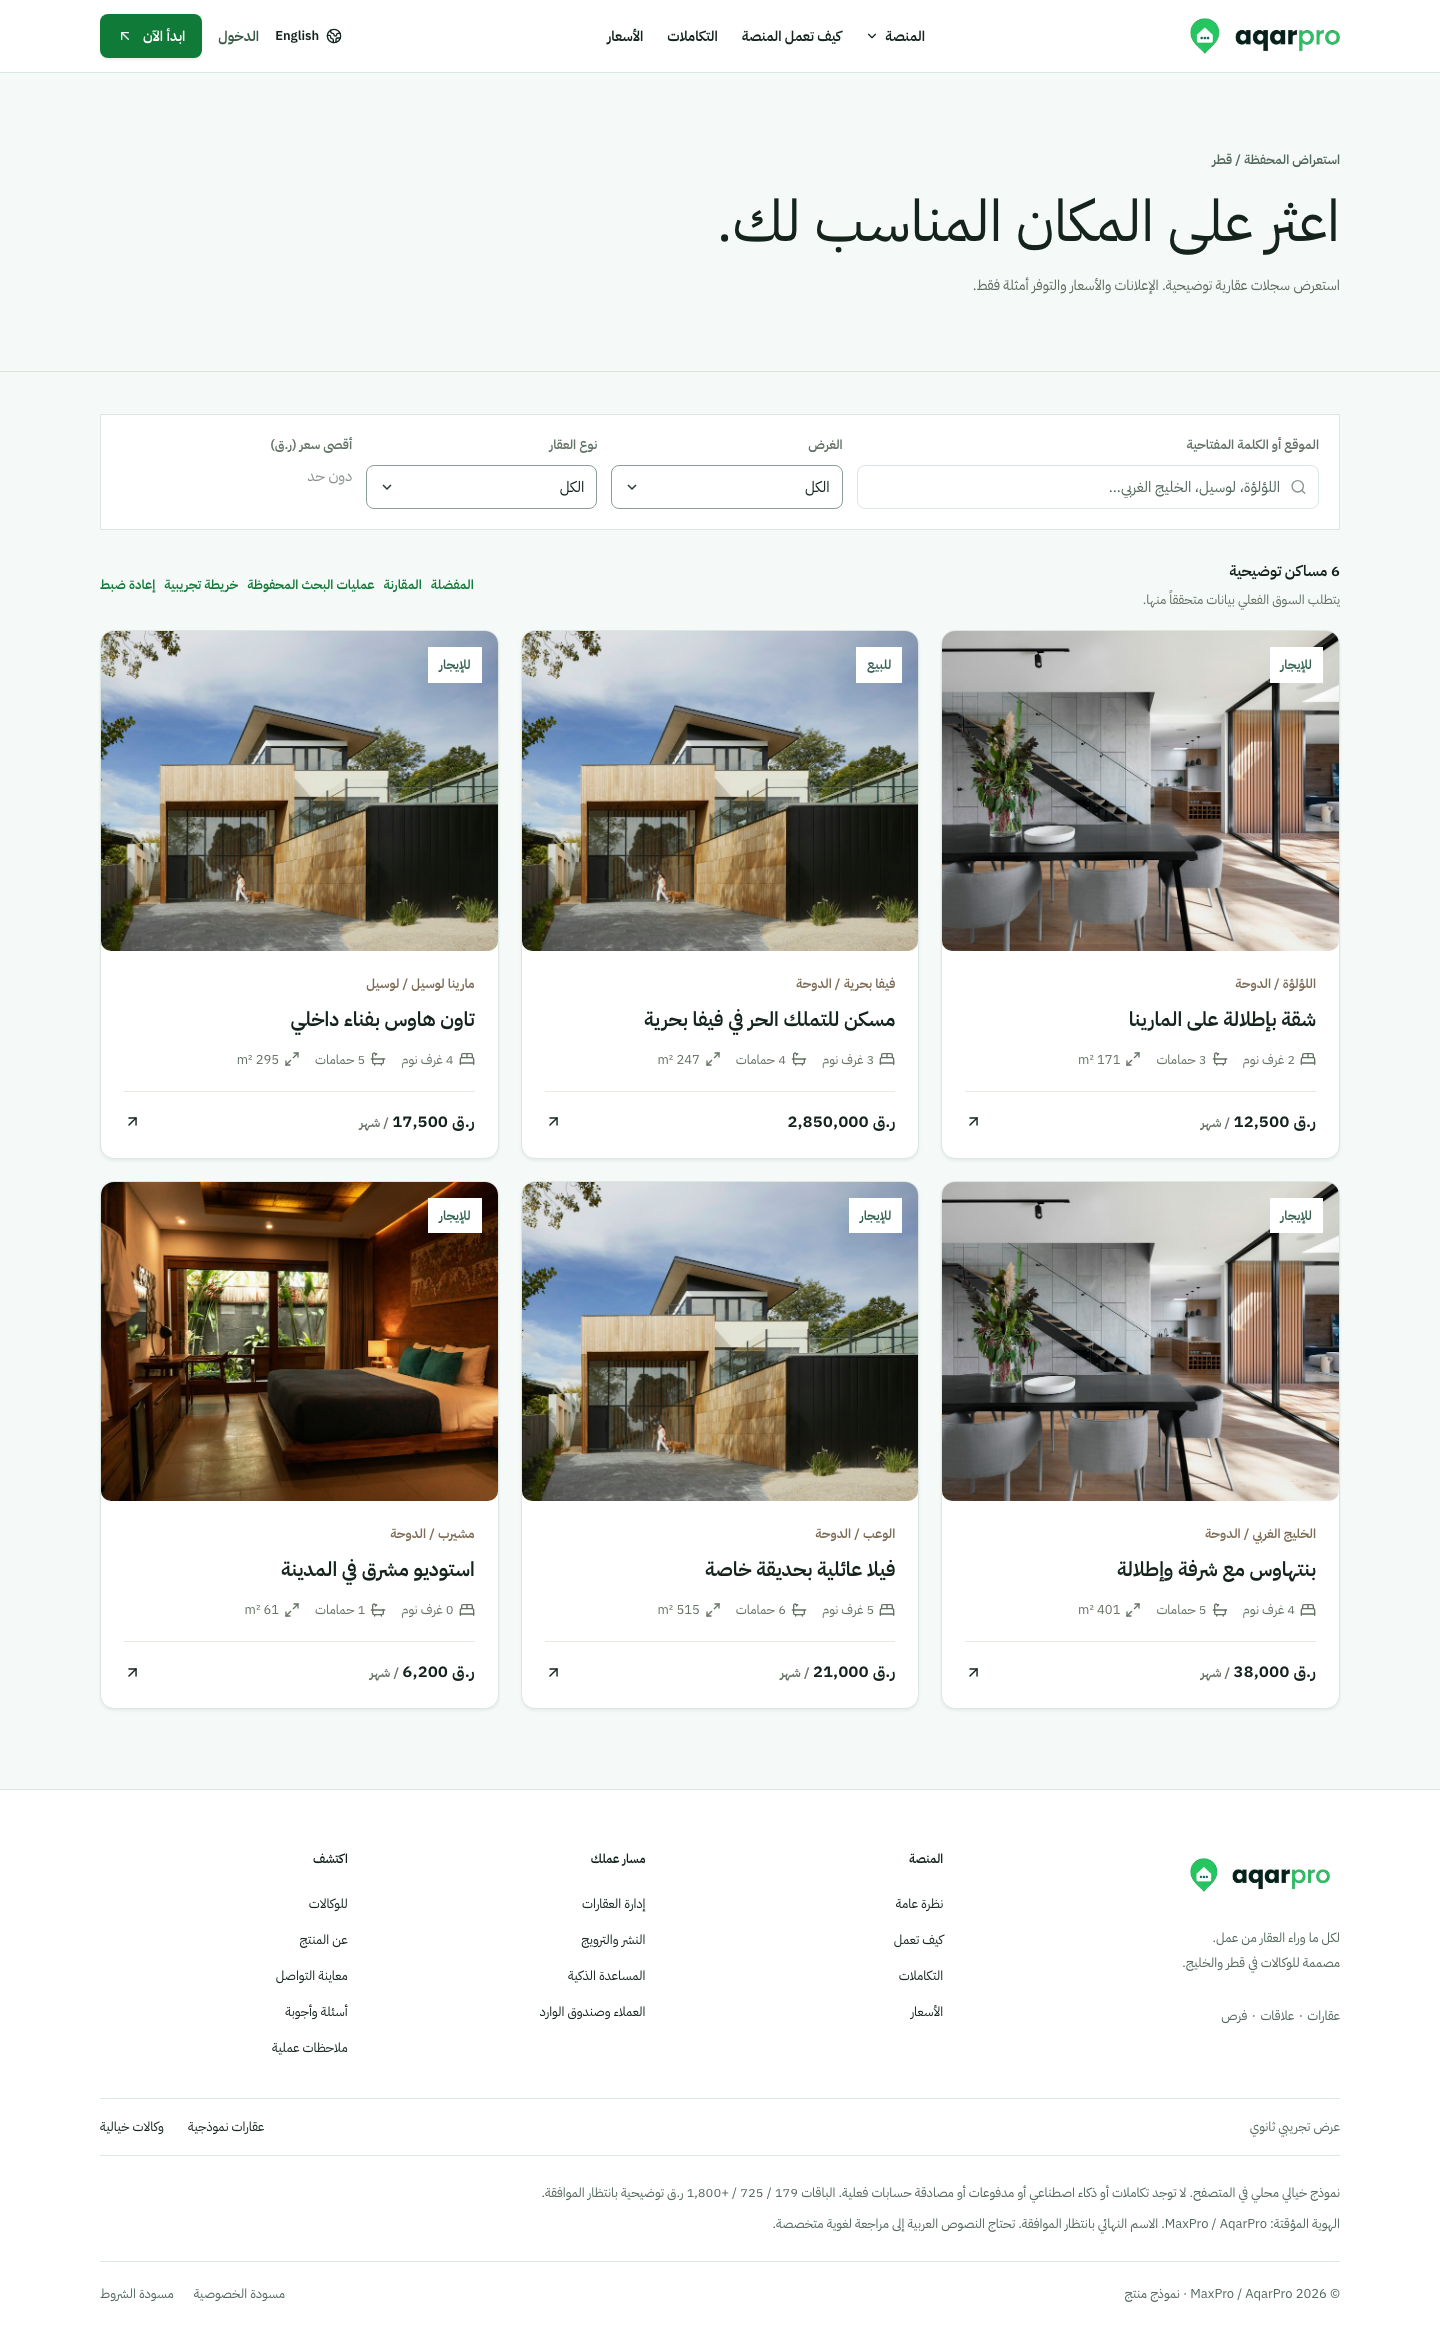 aqarpro
المنصة
كيف تعمل المنصة
التكاملات
الأسعار
English
الدخول
ابدأ الآن
استعراض المحفظة / قطر
اعثر على المكان المناسب لك.
استعرض سجلات عقارية توضيحية. الإعلانات والأسعار والتوفر أمثلة فقط.
الموقع أو الكلمة المفتاحية
الغرض
نوع العقار
أقصى سعر (ر.ق)
اللؤلؤة، لوسيل، الخليج الغربي...
الكل
الكل
دون حد
6 مساكن توضيحية
يتطلب السوق الفعلي بيانات متحققاً منها.
المفضلة
المقارنة
عمليات البحث المحفوظة
خريطة تجريبية
إعادة ضبط
للإيجار
اللؤلؤة / الدوحة
شقة بإطلالة على المارينا
2 غرف نوم
3 حمامات
171 m²
ر.ق 12,500 / شهر
للبيع
فيفا بحرية / الدوحة
مسكن للتملك الحر في فيفا بحرية
3 غرف نوم
4 حمامات
247 m²
ر.ق 2,850,000
للإيجار
مارينا لوسيل / لوسيل
تاون هاوس بفناء داخلي
4 غرف نوم
5 حمامات
295 m²
ر.ق 17,500 / شهر
للإيجار
الخليج الغربي / الدوحة
بنتهاوس مع شرفة وإطلالة
4 غرف نوم
5 حمامات
401 m²
ر.ق 38,000 / شهر
للإيجار
الوعب / الدوحة
فيلا عائلية بحديقة خاصة
5 غرف نوم
6 حمامات
515 m²
ر.ق 21,000 / شهر
للإيجار
مشيرب / الدوحة
استوديو مشرق في المدينة
0 غرف نوم
1 حمامات
61 m²
ر.ق 6,200 / شهر
aqarpro
لكل ما وراء العقار من عمل.
مصممة للوكالات في قطر والخليج.
عقارات · علاقات · فرص
المنصة
نظرة عامة
كيف تعمل
التكاملات
الأسعار
مسار عملك
إدارة العقارات
النشر والترويج
المساعدة الذكية
العملاء وصندوق الوارد
اكتشف
للوكالات
عن المنتج
معاينة التواصل
أسئلة وأجوبة
ملاحظات عملية
عرض تجريبي ثانوي
عقارات نموذجية
وكالات خيالية
نموذج خيالي محلي في المتصفح. لا توجد تكاملات أو ذكاء اصطناعي أو مدفوعات أو مصادقة حسابات فعلية. الباقات 179 / 725 / +1,800 ر.ق توضيحية بانتظار الموافقة.
الهوية المؤقتة: MaxPro / AqarPro. الاسم النهائي بانتظار الموافقة. تحتاج النصوص العربية إلى مراجعة لغوية متخصصة.
© 2026 MaxPro / AqarPro · نموذج منتج
مسودة الخصوصية
مسودة الشروط